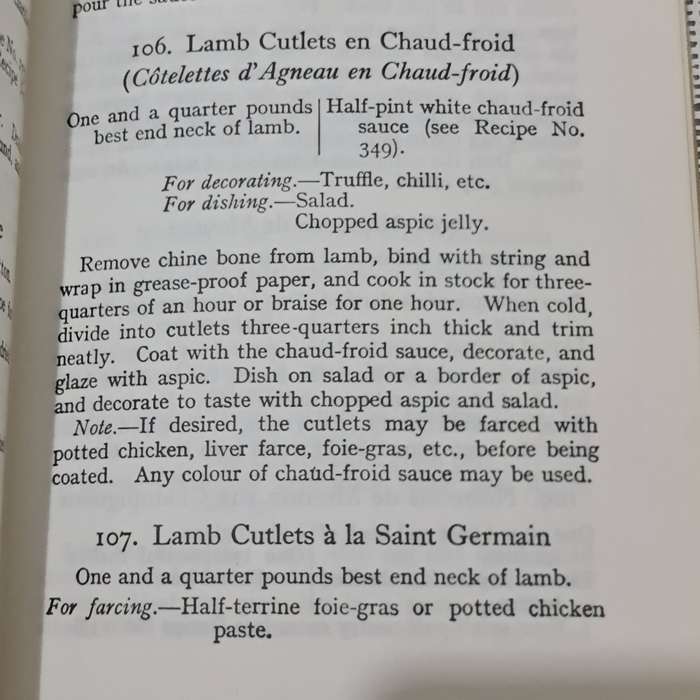 pour the
106. Lamb Cutlets en Chaud-froid
(Côtelettes d'Agneau en Chaud-froid)
One and a quarter pounds best end neck of lamb.
Half-pint white chaud-froid sauce (see Recipe No. 349).
For decorating.—Truffle, chilli, etc.
For dishing.—Salad.
Chopped aspic jelly.
Remove chine bone from lamb, bind with string and
wrap in grease-proof paper, and cook in stock for three-
quarters of an hour or braise for one hour. When cold,
divide into cutlets three-quarters inch thick and trim
neatly. Coat with the chaud-froid sauce, decorate, and
glaze with aspic. Dish on salad or a border of aspic,
and decorate to taste with chopped aspic and salad.
Note.—If desired, the cutlets may be farced with
potted chicken, liver farce, foie-gras, etc., before being
coated. Any colour of chaud-froid sauce may be used.
107. Lamb Cutlets à la Saint Germain
One and a quarter pounds best end neck of lamb.
For farcing.—Half-terrine foie-gras or potted chicken
paste.